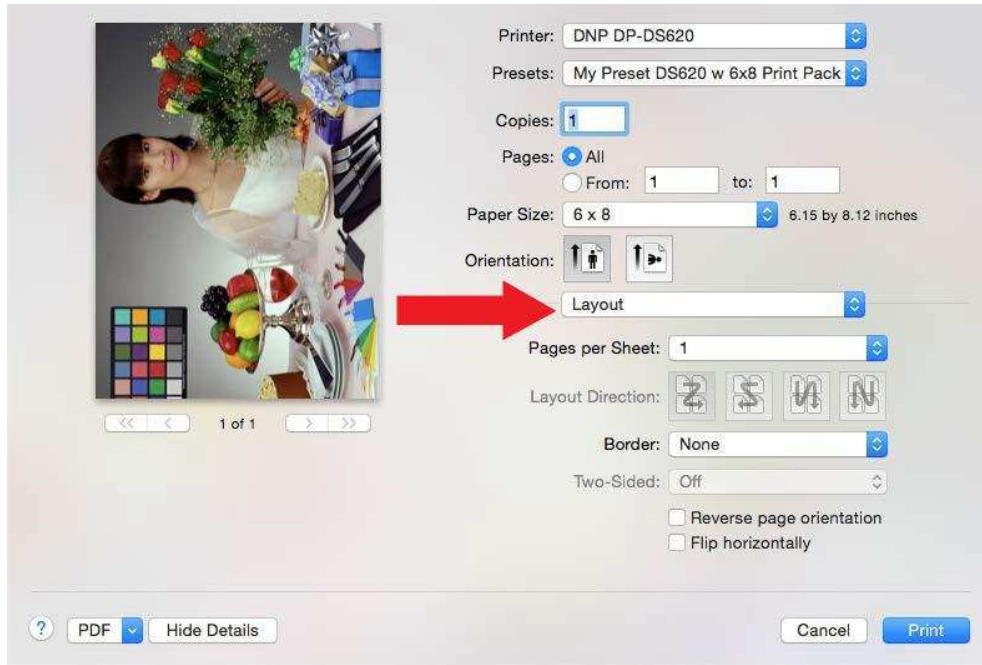 Printer: DNP DP-DS620
Presets: My Preset DS620 w 6x8 Print Pack
Copies: 1
Pages: All
From: 1 to: 1
Paper Size: 6 x 8 6.15 by 8.12 inches
Orientation:
Layout
Pages per Sheet: 1
Layout Direction:
Border: None
Two-Sided: Off
Reverse page orientation
Flip horizontally
<< < 1 of 1 > >>
? PDF Hide Details Cancel Print